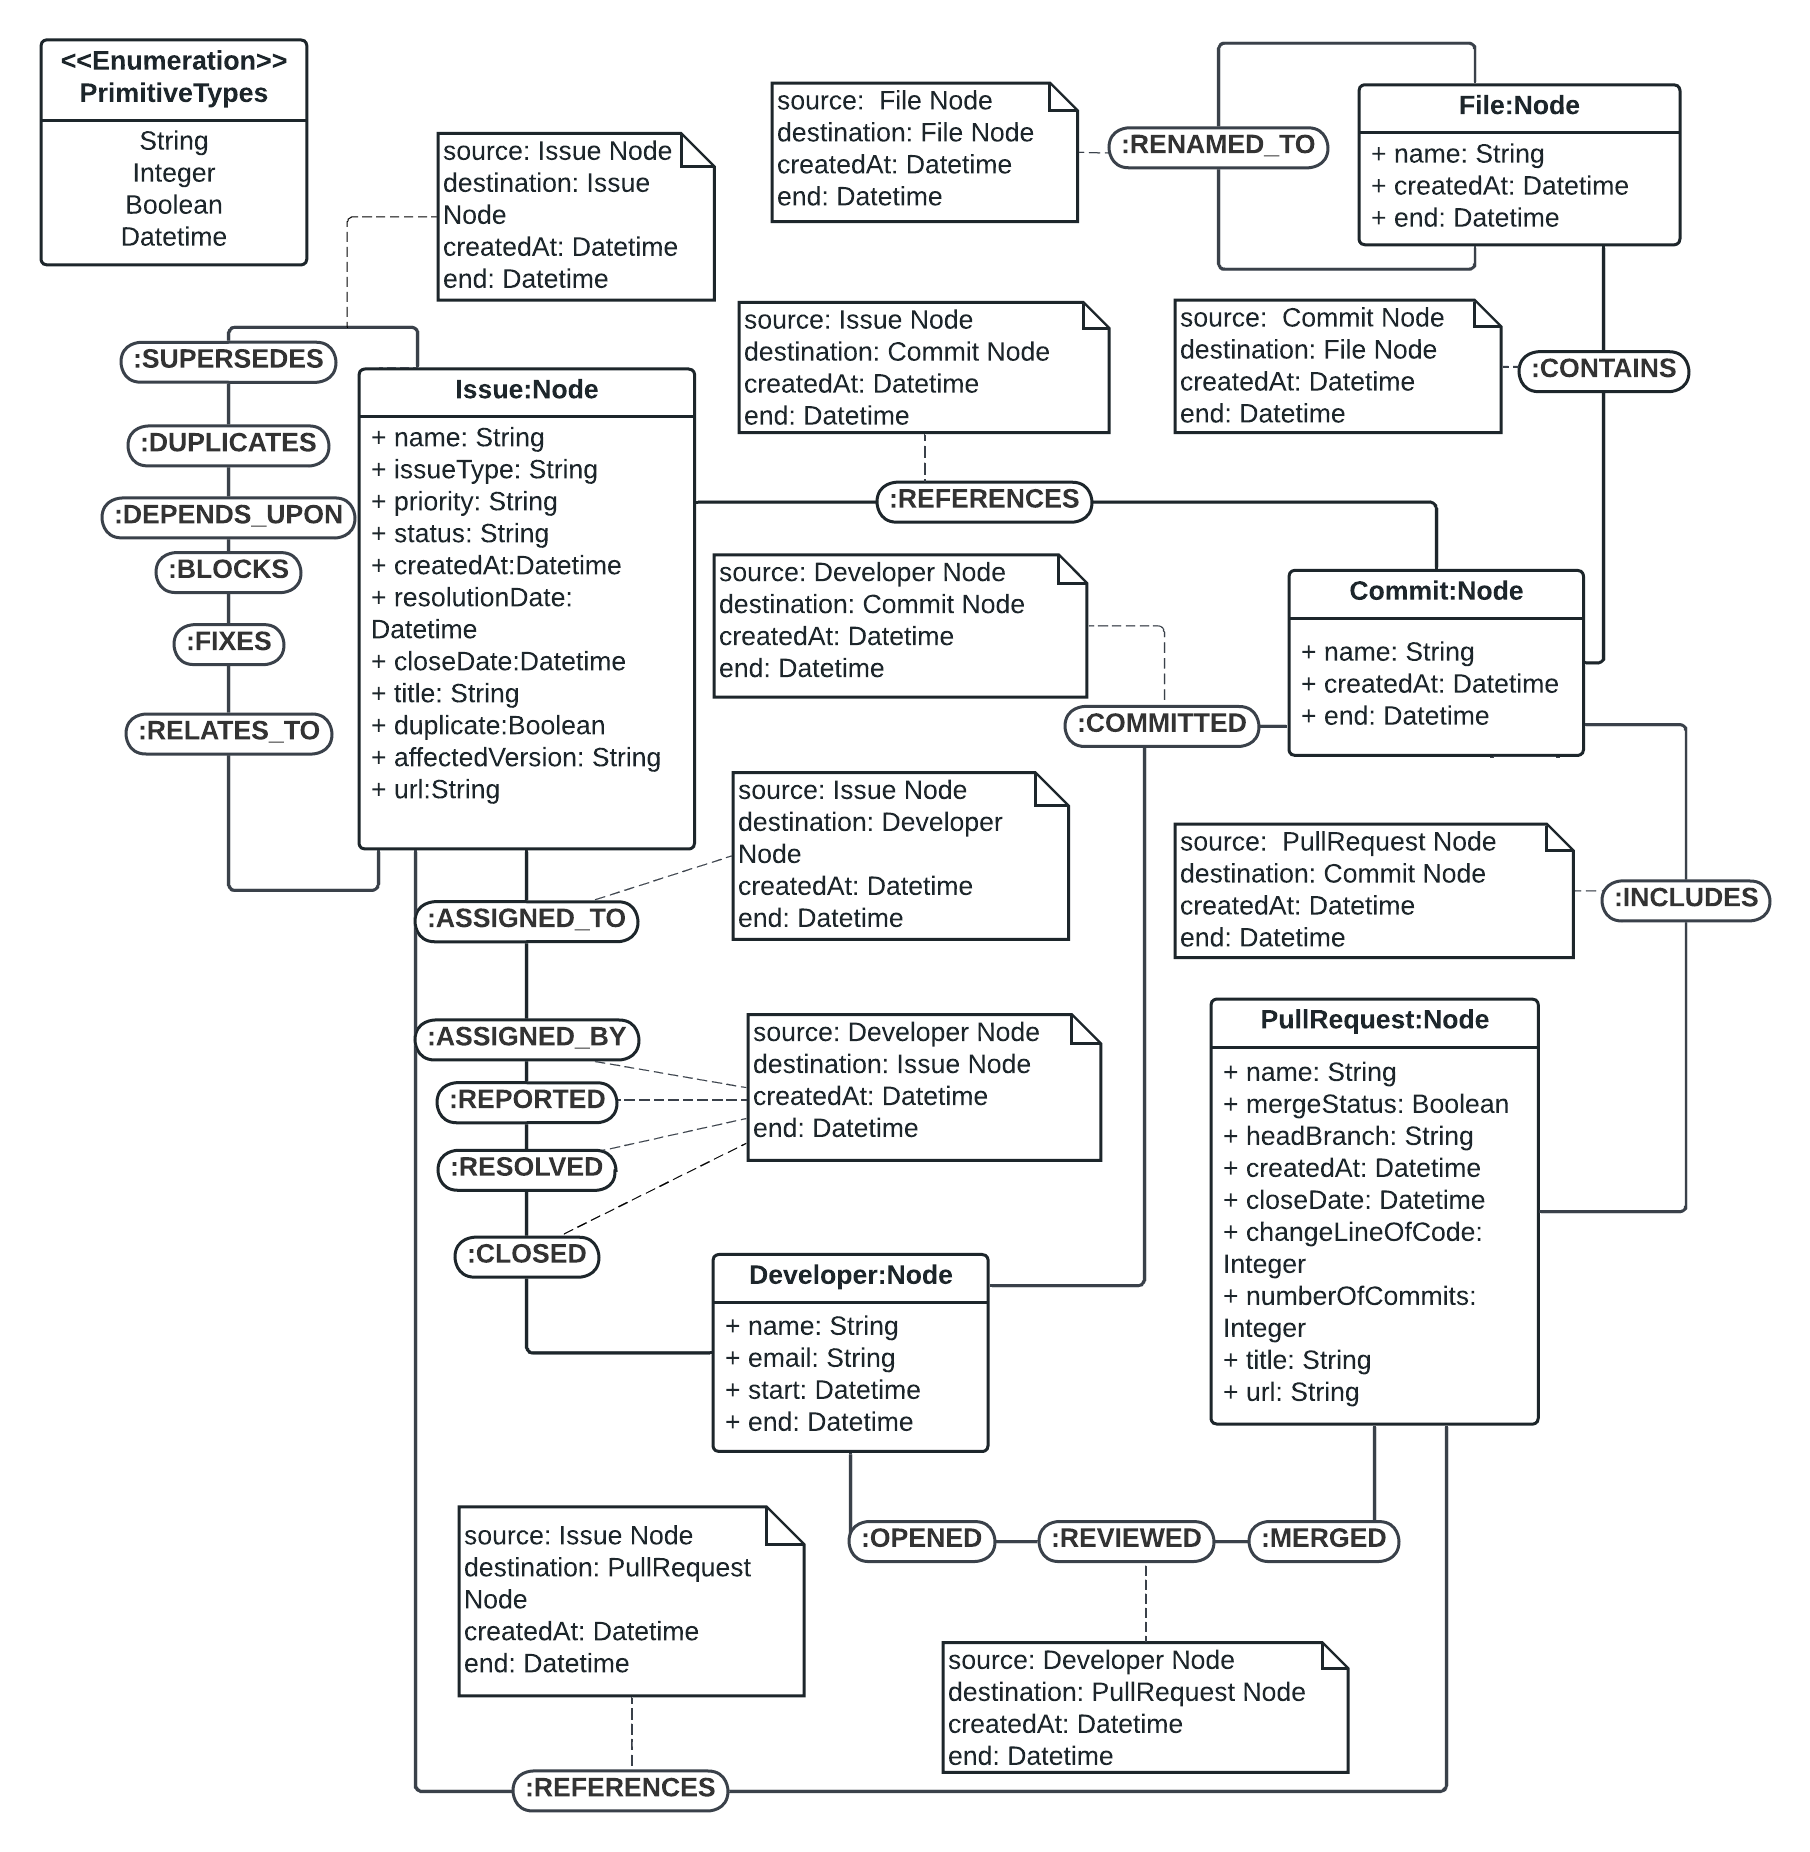 <<Enumeration>>
PrimitiveTypes
String
Integer
Boolean
Datetime
source: Issue Node
destination: Issue
Node
createdAt: Datetime
end: Datetime
source:  File Node
destination: File Node
createdAt: Datetime
end: Datetime
:RENAMED_TO
File:Node
+ name: String
+ createdAt: Datetime
+ end: Datetime
:SUPERSEDES
:DUPLICATES
:DEPENDS_UPON
:BLOCKS
:FIXES
:RELATES_TO
Issue:Node
+ name: String
+ issueType: String
+ priority: String
+ status: String
+ createdAt:Datetime
+ resolutionDate:
Datetime
+ closeDate:Datetime
+ title: String
+ duplicate:Boolean
+ affectedVersion: String
+ url:String
source: Issue Node
destination: Commit Node
createdAt: Datetime
end: Datetime
:REFERENCES
source:  Commit Node
destination: File Node
createdAt: Datetime
end: Datetime
:CONTAINS
source: Developer Node
destination: Commit Node
createdAt: Datetime
end: Datetime
:COMMITTED
Commit:Node
+ name: String
+ createdAt: Datetime
+ end: Datetime
source: Issue Node
destination: Developer
Node
createdAt: Datetime
end: Datetime
:ASSIGNED_TO
source:  PullRequest Node
destination: Commit Node
createdAt: Datetime
end: Datetime
:INCLUDES
:ASSIGNED_BY
:REPORTED
:RESOLVED
:CLOSED
source: Developer Node
destination: Issue Node
createdAt: Datetime
end: Datetime
PullRequest:Node
+ name: String
+ mergeStatus: Boolean
+ headBranch: String
+ createdAt: Datetime
+ closeDate: Datetime
+ changeLineOfCode:
Integer
+ numberOfCommits:
Integer
+ title: String
+ url: String
Developer:Node
+ name: String
+ email: String
+ start: Datetime
+ end: Datetime
:OPENED
:REVIEWED
:MERGED
source: Issue Node
destination: PullRequest
Node
createdAt: Datetime
end: Datetime
source: Developer Node
destination: PullRequest Node
createdAt: Datetime
end: Datetime
:REFERENCES